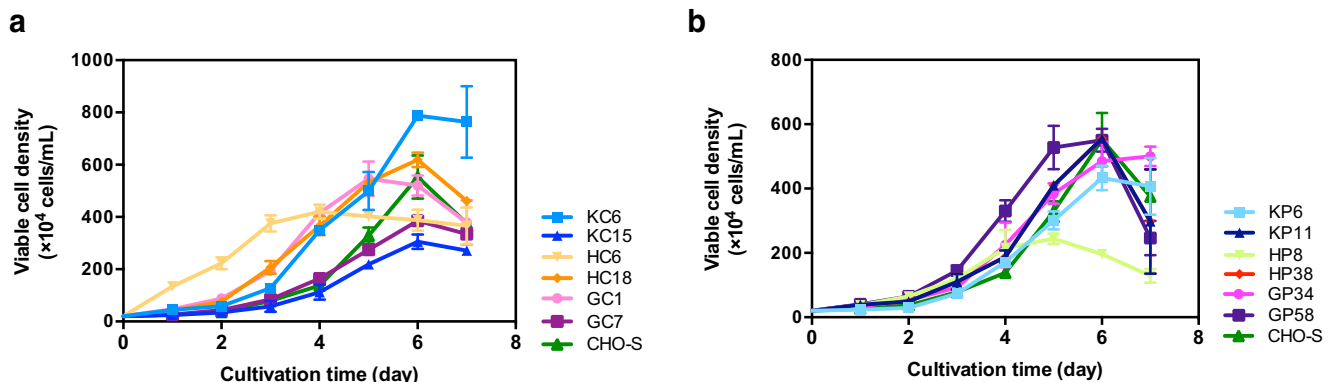 a
1000
800
600
400
200
0
0 2 4 6 8
Viable cell density
(×10⁴ cells/mL)
Cultivation time (day)
KC6
KC15
HC6
HC18
GC1
GC7
CHO-S
b
800
600
400
200
0
0 2 4 6 8
Viable cell density
(×10⁴ cells/mL)
Cultivation time (day)
KP6
KP11
HP8
HP38
GP34
GP58
CHO-S